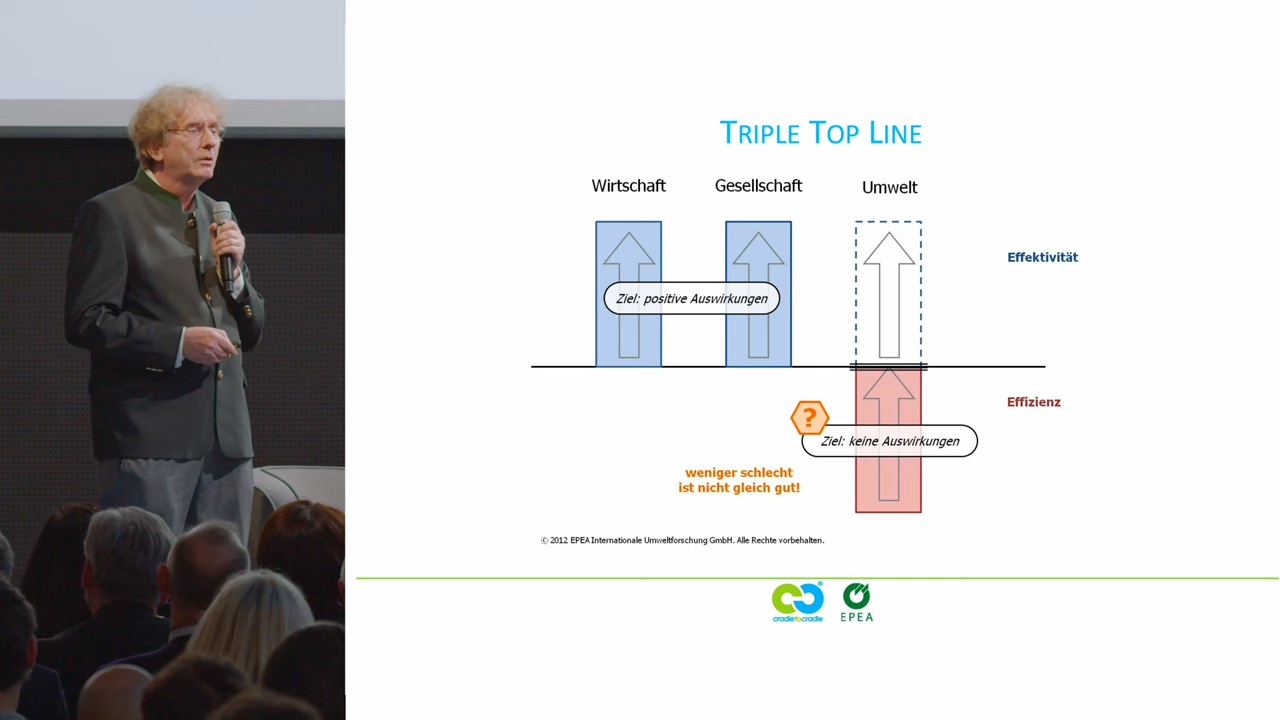 TRIPLE TOP LINE
Wirtschaft
Gesellschaft
Umwelt
Effektivität
Ziel: positive Auswirkungen
Effizienz
?
Ziel: keine Auswirkungen
weniger schlecht
ist nicht gleich gut!
© 2012 EPEA Internationale Umweltforschung GmbH. Alle Rechte vorbehalten.
cradletocradle
®
EPEA